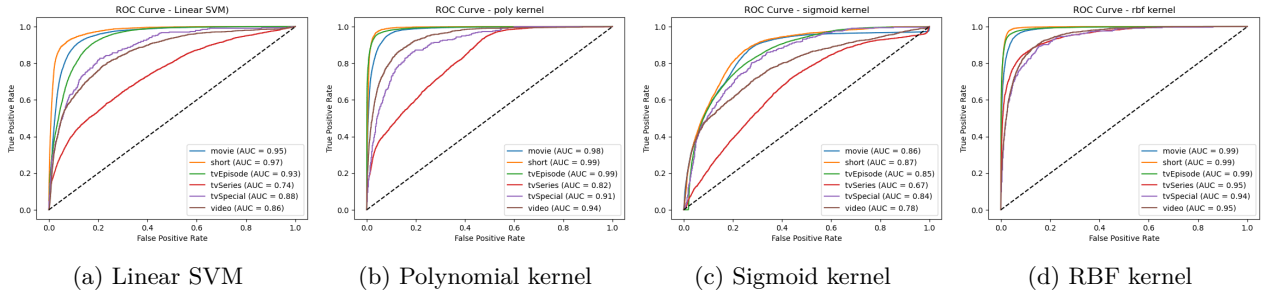 ROC Curve - Linear SVM)
True Positive Rate
1.0
0.8
0.6
0.4
0.2
0.0
movie (AUC = 0.95)
short (AUC = 0.97)
tvEpisode (AUC = 0.93)
tvSeries (AUC = 0.74)
tvSpecial (AUC = 0.88)
video (AUC = 0.86)
0.0 0.2 0.4 0.6 0.8 1.0
False Positive Rate
(a) Linear SVM
ROC Curve - poly kernel
True Positive Rate
1.0
0.8
0.6
0.4
0.2
0.0
movie (AUC = 0.98)
short (AUC = 0.99)
tvEpisode (AUC = 0.99)
tvSeries (AUC = 0.82)
tvSpecial (AUC = 0.91)
video (AUC = 0.94)
0.0 0.2 0.4 0.6 0.8 1.0
False Positive Rate
(b) Polynomial kernel
ROC Curve - sigmoid kernel
True Positive Rate
1.0
0.8
0.6
0.4
0.2
0.0
movie (AUC = 0.86)
short (AUC = 0.87)
tvEpisode (AUC = 0.85)
tvSeries (AUC = 0.67)
tvSpecial (AUC = 0.84)
video (AUC = 0.78)
0.0 0.2 0.4 0.6 0.8 1.0
False Positive Rate
(c) Sigmoid kernel
ROC Curve - rbf kernel
True Positive Rate
1.0
0.8
0.6
0.4
0.2
0.0
movie (AUC = 0.99)
short (AUC = 0.99)
tvEpisode (AUC = 0.99)
tvSeries (AUC = 0.95)
tvSpecial (AUC = 0.94)
video (AUC = 0.95)
0.0 0.2 0.4 0.6 0.8 1.0
False Positive Rate
(d) RBF kernel